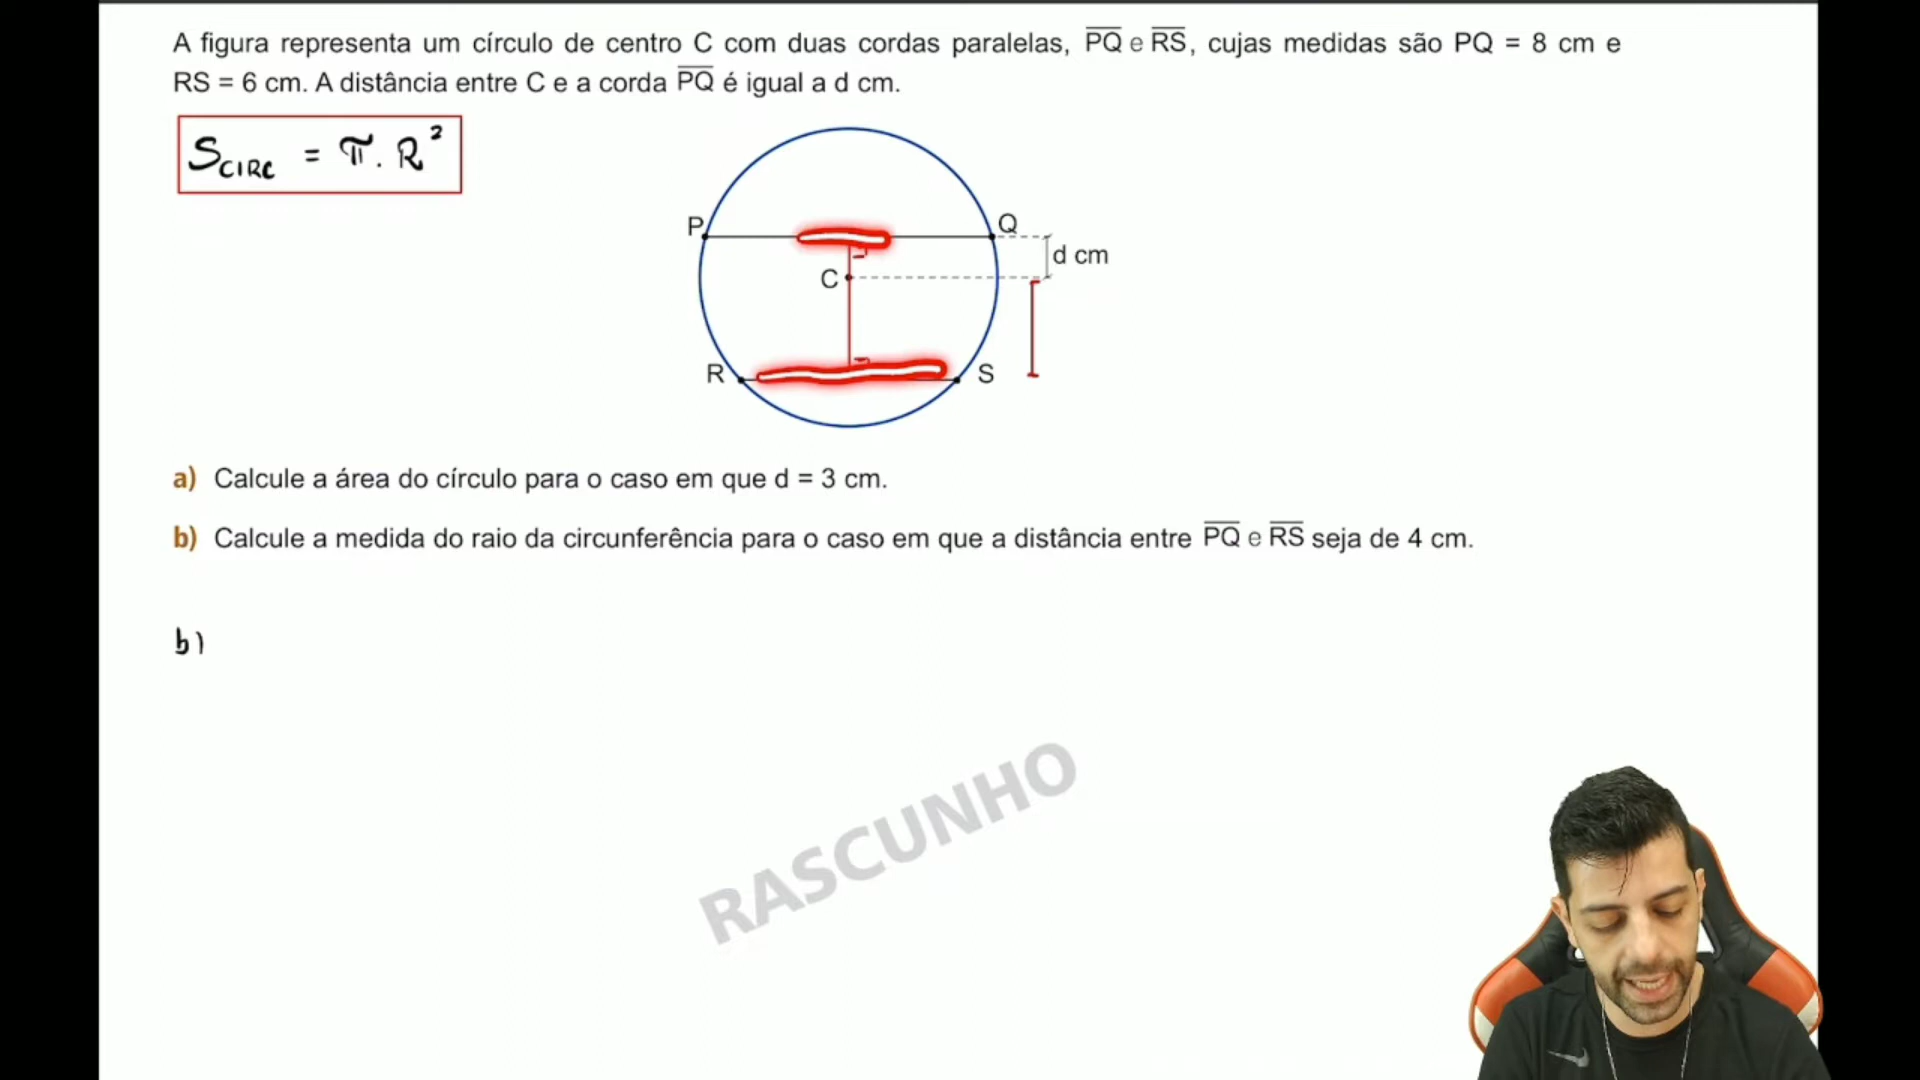 A figura representa um círculo de centro C com duas cordas paralelas, PQ e RS, cujas medidas são PQ = 8 cm e
RS = 6 cm. A distância entre C e a corda PQ é igual a d cm.
S CIRC = π. R²
P
Q
d cm
C
R
S
a) Calcule a área do círculo para o caso em que d = 3 cm.
b) Calcule a medida do raio da circunferência para o caso em que a distância entre PQ e RS seja de 4 cm.
b)
RASCUNHO